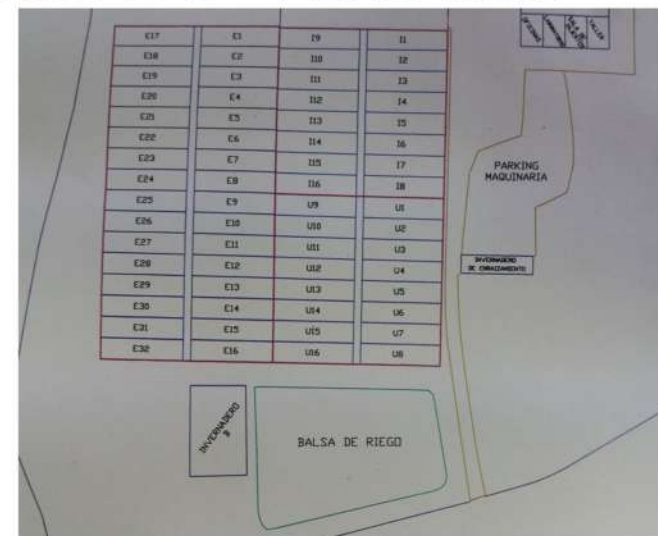 E17 E1 I9 I1
E18 E2 I10 I2
E19 E3 I11 I3
E20 E4 I12 I4
E21 E5 I13 I5
E22 E6 I14 I6
E23 E7 I15 I7
E24 E8 I16 I8
E25 E9 U9 U1
E26 E10 U10 U2
E27 E11 U11 U3
E28 E12 U12 U4
E29 E13 U13 U5
E30 E14 U14 U6
E31 E15 U15 U7
E32 E16 U16 U8
OFICINAS
TALLER
PARKING
MAQUINARIA
INVERNADERO
DE ENRAIZAMIENTO
INVERNADERO
BALSA DE RIEGO